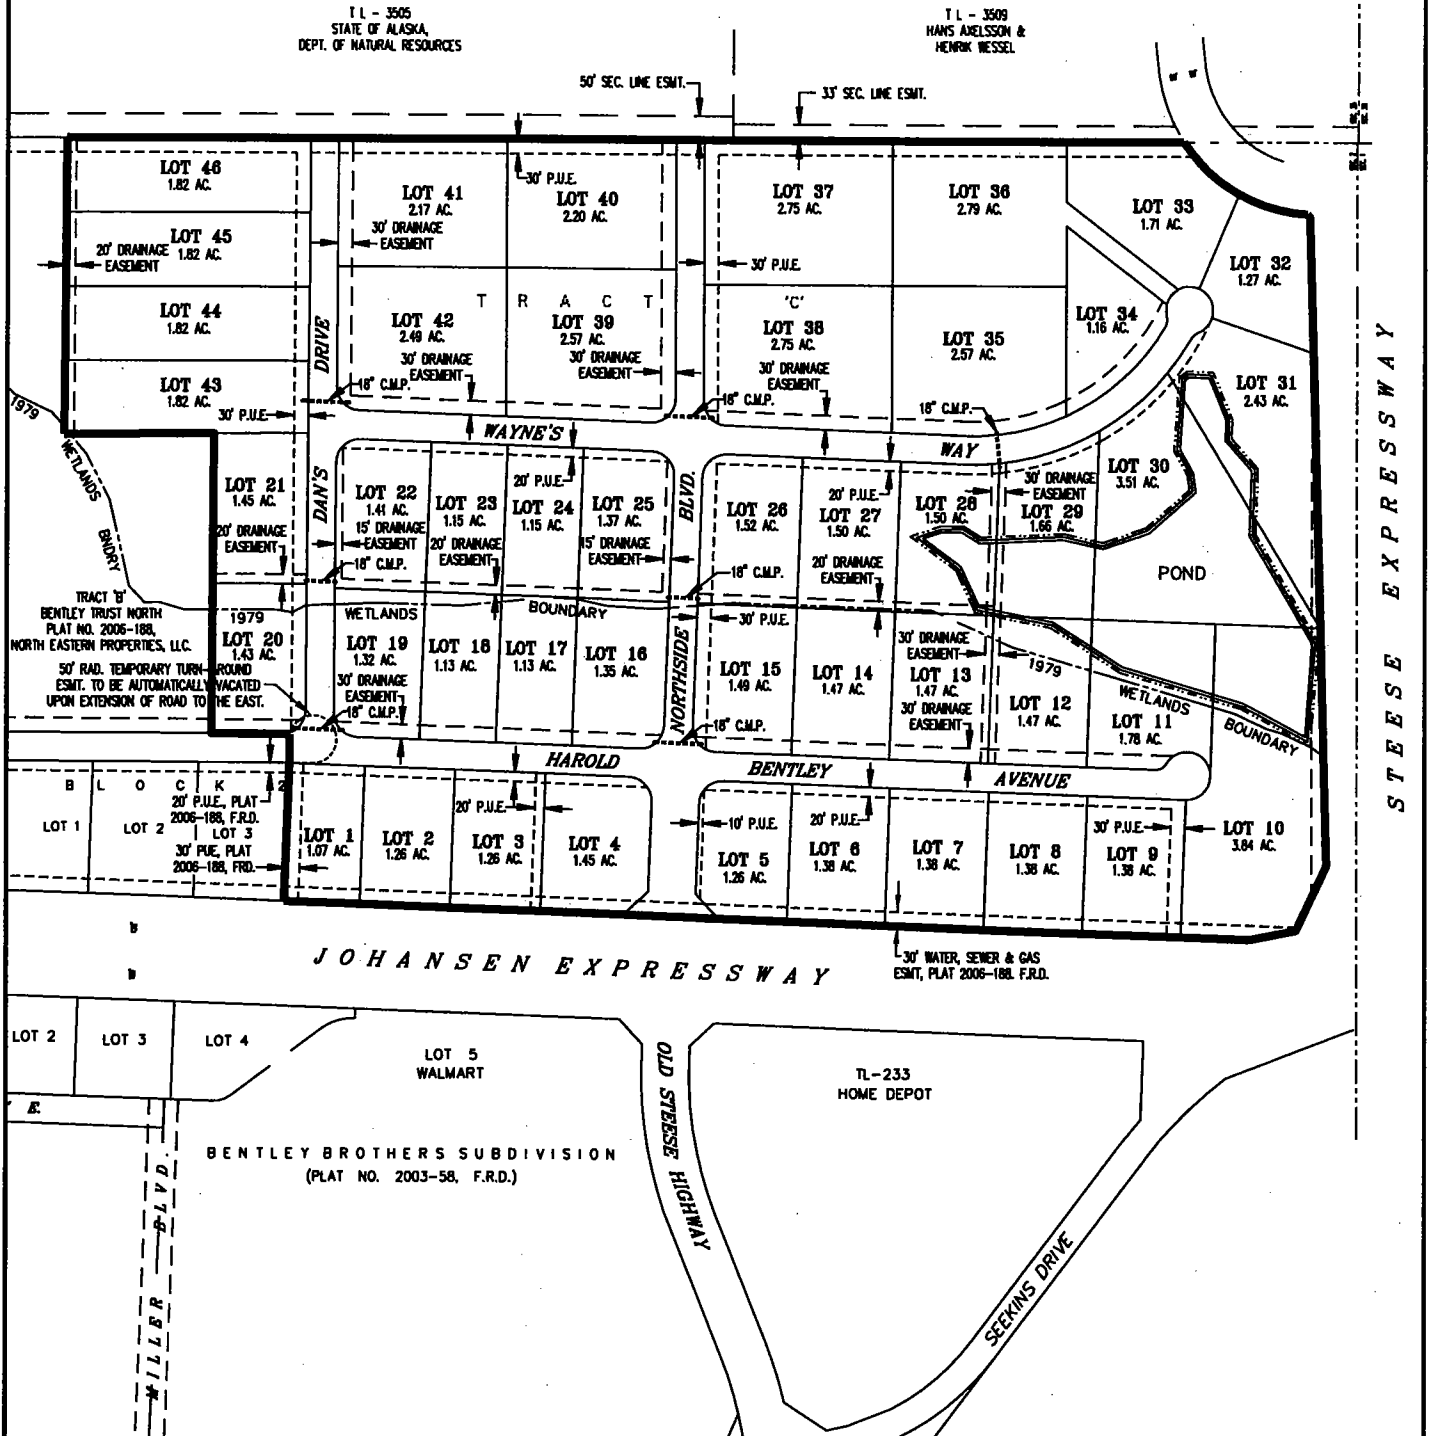 T L - 3505
STATE OF ALASKA,
DEPT. OF NATURAL RESOURCES
T L - 3509
HANS AXELSSON &
HENRIK WESSEL
50' SEC. LINE ESMT.
33' SEC. LINE ESMT.
LOT 46
1.82 AC.
LOT 45
1.82 AC.
20' DRAINAGE
EASEMENT
LOT 44
1.82 AC.
LOT 43
1.82 AC.
30' P.U.E.
DRIVE
DAN'S
LOT 41
2.17 AC.
30' P.U.E.
LOT 40
2.20 AC.
30' DRAINAGE
EASEMENT
T R A C T
'C'
LOT 42
2.49 AC.
30' DRAINAGE
EASEMENT
LOT 39
2.57 AC.
30' DRAINAGE
EASEMENT
18" C.M.P.
LOT 37
2.75 AC.
LOT 36
2.79 AC.
30' P.U.E.
LOT 38
2.75 AC.
30' DRAINAGE
EASEMENT
LOT 35
2.57 AC.
18" C.M.P.
18" C.M.P.
LOT 33
1.71 AC.
LOT 32
1.27 AC.
LOT 34
1.16 AC.
LOT 31
2.43 AC.
STEESE EXPRESSWAY
WAYNE'S
WAY
1979
WETLANDS
BNDRY
LOT 21
1.45 AC.
20' DRAINAGE
EASEMENT
LOT 22
1.41 AC.
15' DRAINAGE
EASEMENT
18" C.M.P.
LOT 23
1.15 AC.
20' DRAINAGE
EASEMENT
20' P.U.E.
LOT 24
1.15 AC.
LOT 25
1.37 AC.
15' DRAINAGE
EASEMENT
BLVD.
NORTHSIDE
LOT 26
1.52 AC.
18" C.M.P.
20' P.U.E.
LOT 27
1.50 AC.
20' DRAINAGE
EASEMENT
LOT 28
1.50 AC.
30' DRAINAGE
EASEMENT
LOT 29
1.66 AC.
LOT 30
3.51 AC.
POND
TRACT 'B'
BENTLEY TRUST NORTH
PLAT NO. 2006-188,
NORTH EASTERN PROPERTIES, LLC.
1979
WETLANDS
BOUNDARY
LOT 20
1.43 AC.
50' RAD. TEMPORARY TURN-AROUND
ESMT. TO BE AUTOMATICALLY VACATED
UPON EXTENSION OF ROAD TO THE EAST.
LOT 19
1.32 AC.
30' DRAINAGE
EASEMENT
18" C.M.P.
LOT 18
1.13 AC.
LOT 17
1.13 AC.
LOT 16
1.35 AC.
30' P.U.E.
LOT 15
1.49 AC.
18" C.M.P.
LOT 14
1.47 AC.
30' DRAINAGE
EASEMENT
LOT 13
1.47 AC.
30' DRAINAGE
EASEMENT
1979
WETLANDS
BOUNDARY
LOT 12
1.47 AC.
LOT 11
1.78 AC.
HAROLD
BENTLEY
AVENUE
B L O C K 2
20' P.U.E., PLAT
2006-188, F.R.D.
LOT 1
LOT 2
LOT 3
30' PUE, PLAT
2006-188, FRD.
LOT 1
1.07 AC.
LOT 2
1.26 AC.
20' P.U.E.
LOT 3
1.26 AC.
LOT 4
1.45 AC.
10' P.U.E.
LOT 5
1.26 AC.
20' P.U.E.
LOT 6
1.38 AC.
LOT 7
1.38 AC.
LOT 8
1.38 AC.
30' P.U.E.
LOT 9
1.38 AC.
LOT 10
3.84 AC.
30' WATER, SEWER & GAS
ESMT, PLAT 2006-188 F.R.D.
JOHANSEN EXPRESSWAY
LOT 2
LOT 3
LOT 4
LOT 5
WALMART
TL-233
HOME DEPOT
OLD STEESE HIGHWAY
E.
BENTLEY BROTHERS SUBDIVISION
(PLAT NO. 2003-58, F.R.D.)
MILLER BLVD.
SEEKINS DRIVE